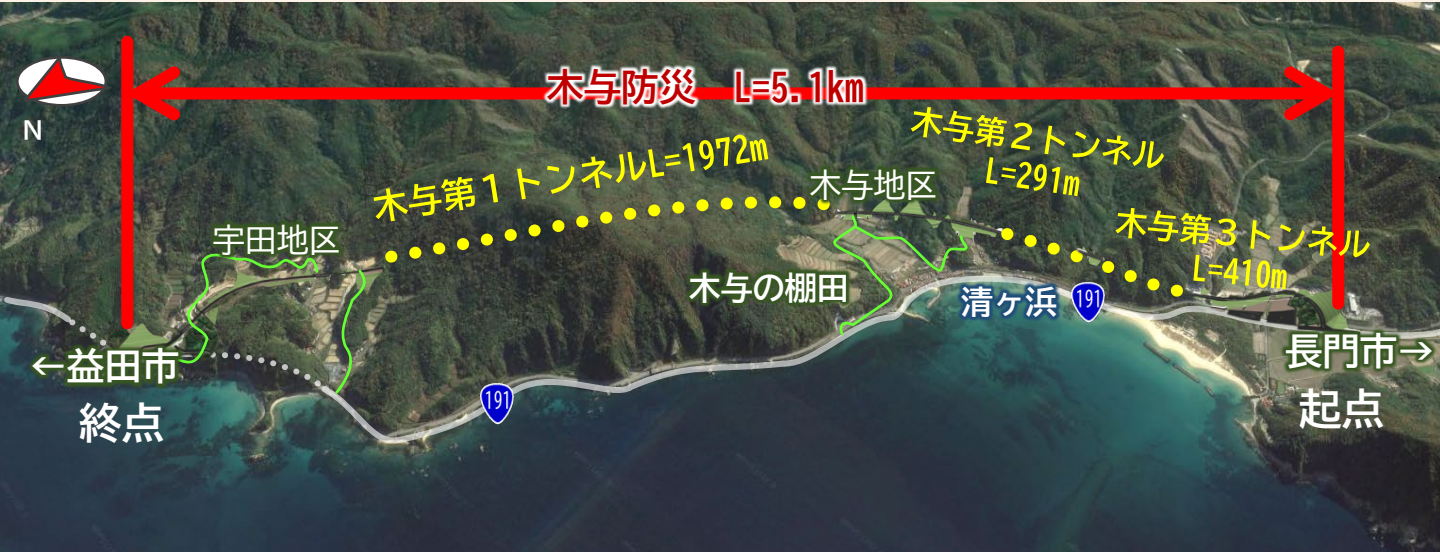 木与防災 L=5.1km
N
木与第２トンネル
L=291m
木与第１トンネルL=1972m
木与地区
木与第３トンネル
L=410m
宇田地区
木与の棚田
清ヶ浜
191
191
←益田市
終点
長門市→
起点